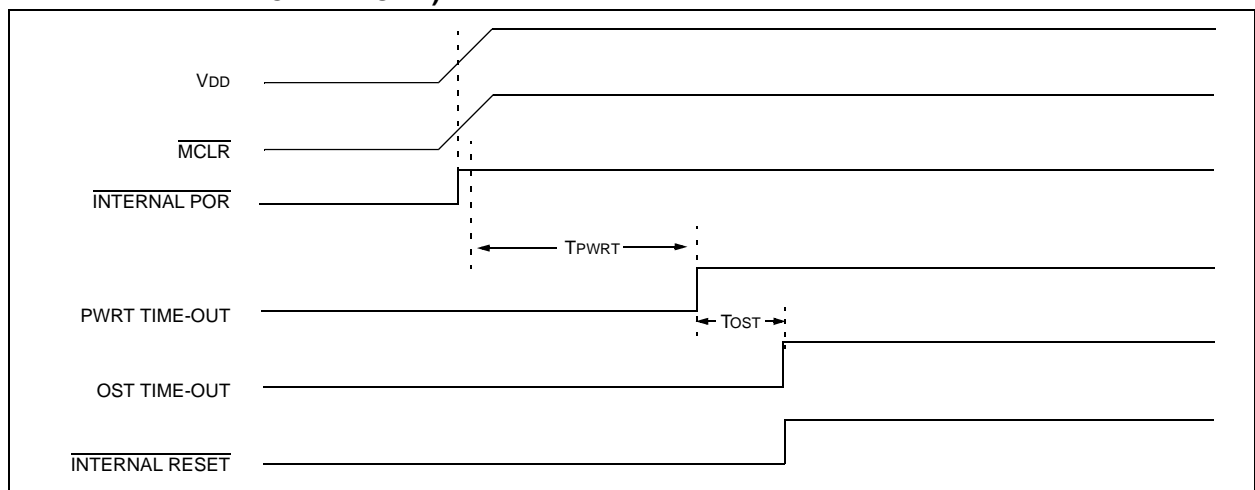 VDD
MCLR
INTERNAL POR
TPWRT
PWRT TIME-OUT
TOST
OST TIME-OUT
INTERNAL RESET